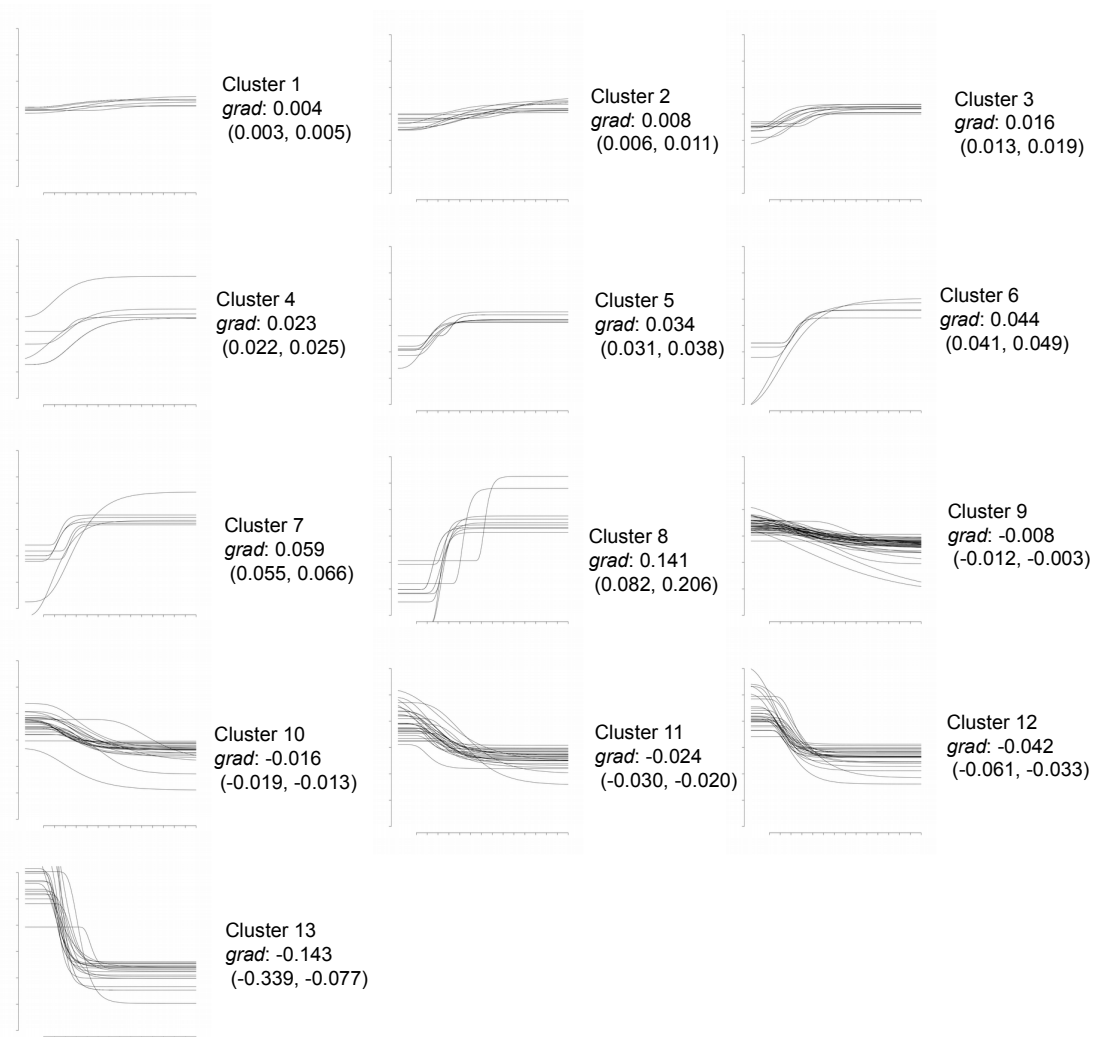 Cluster 1
grad: 0.004
(0.003, 0.005)
Cluster 2
grad: 0.008
(0.006, 0.011)
Cluster 3
grad: 0.016
(0.013, 0.019)
Cluster 4
grad: 0.023
(0.022, 0.025)
Cluster 5
grad: 0.034
(0.031, 0.038)
Cluster 6
grad: 0.044
(0.041, 0.049)
Cluster 7
grad: 0.059
(0.055, 0.066)
Cluster 8
grad: 0.141
(0.082, 0.206)
Cluster 9
grad: -0.008
(-0.012, -0.003)
Cluster 10
grad: -0.016
(-0.019, -0.013)
Cluster 11
grad: -0.024
(-0.030, -0.020)
Cluster 12
grad: -0.042
(-0.061, -0.033)
Cluster 13
grad: -0.143
(-0.339, -0.077)